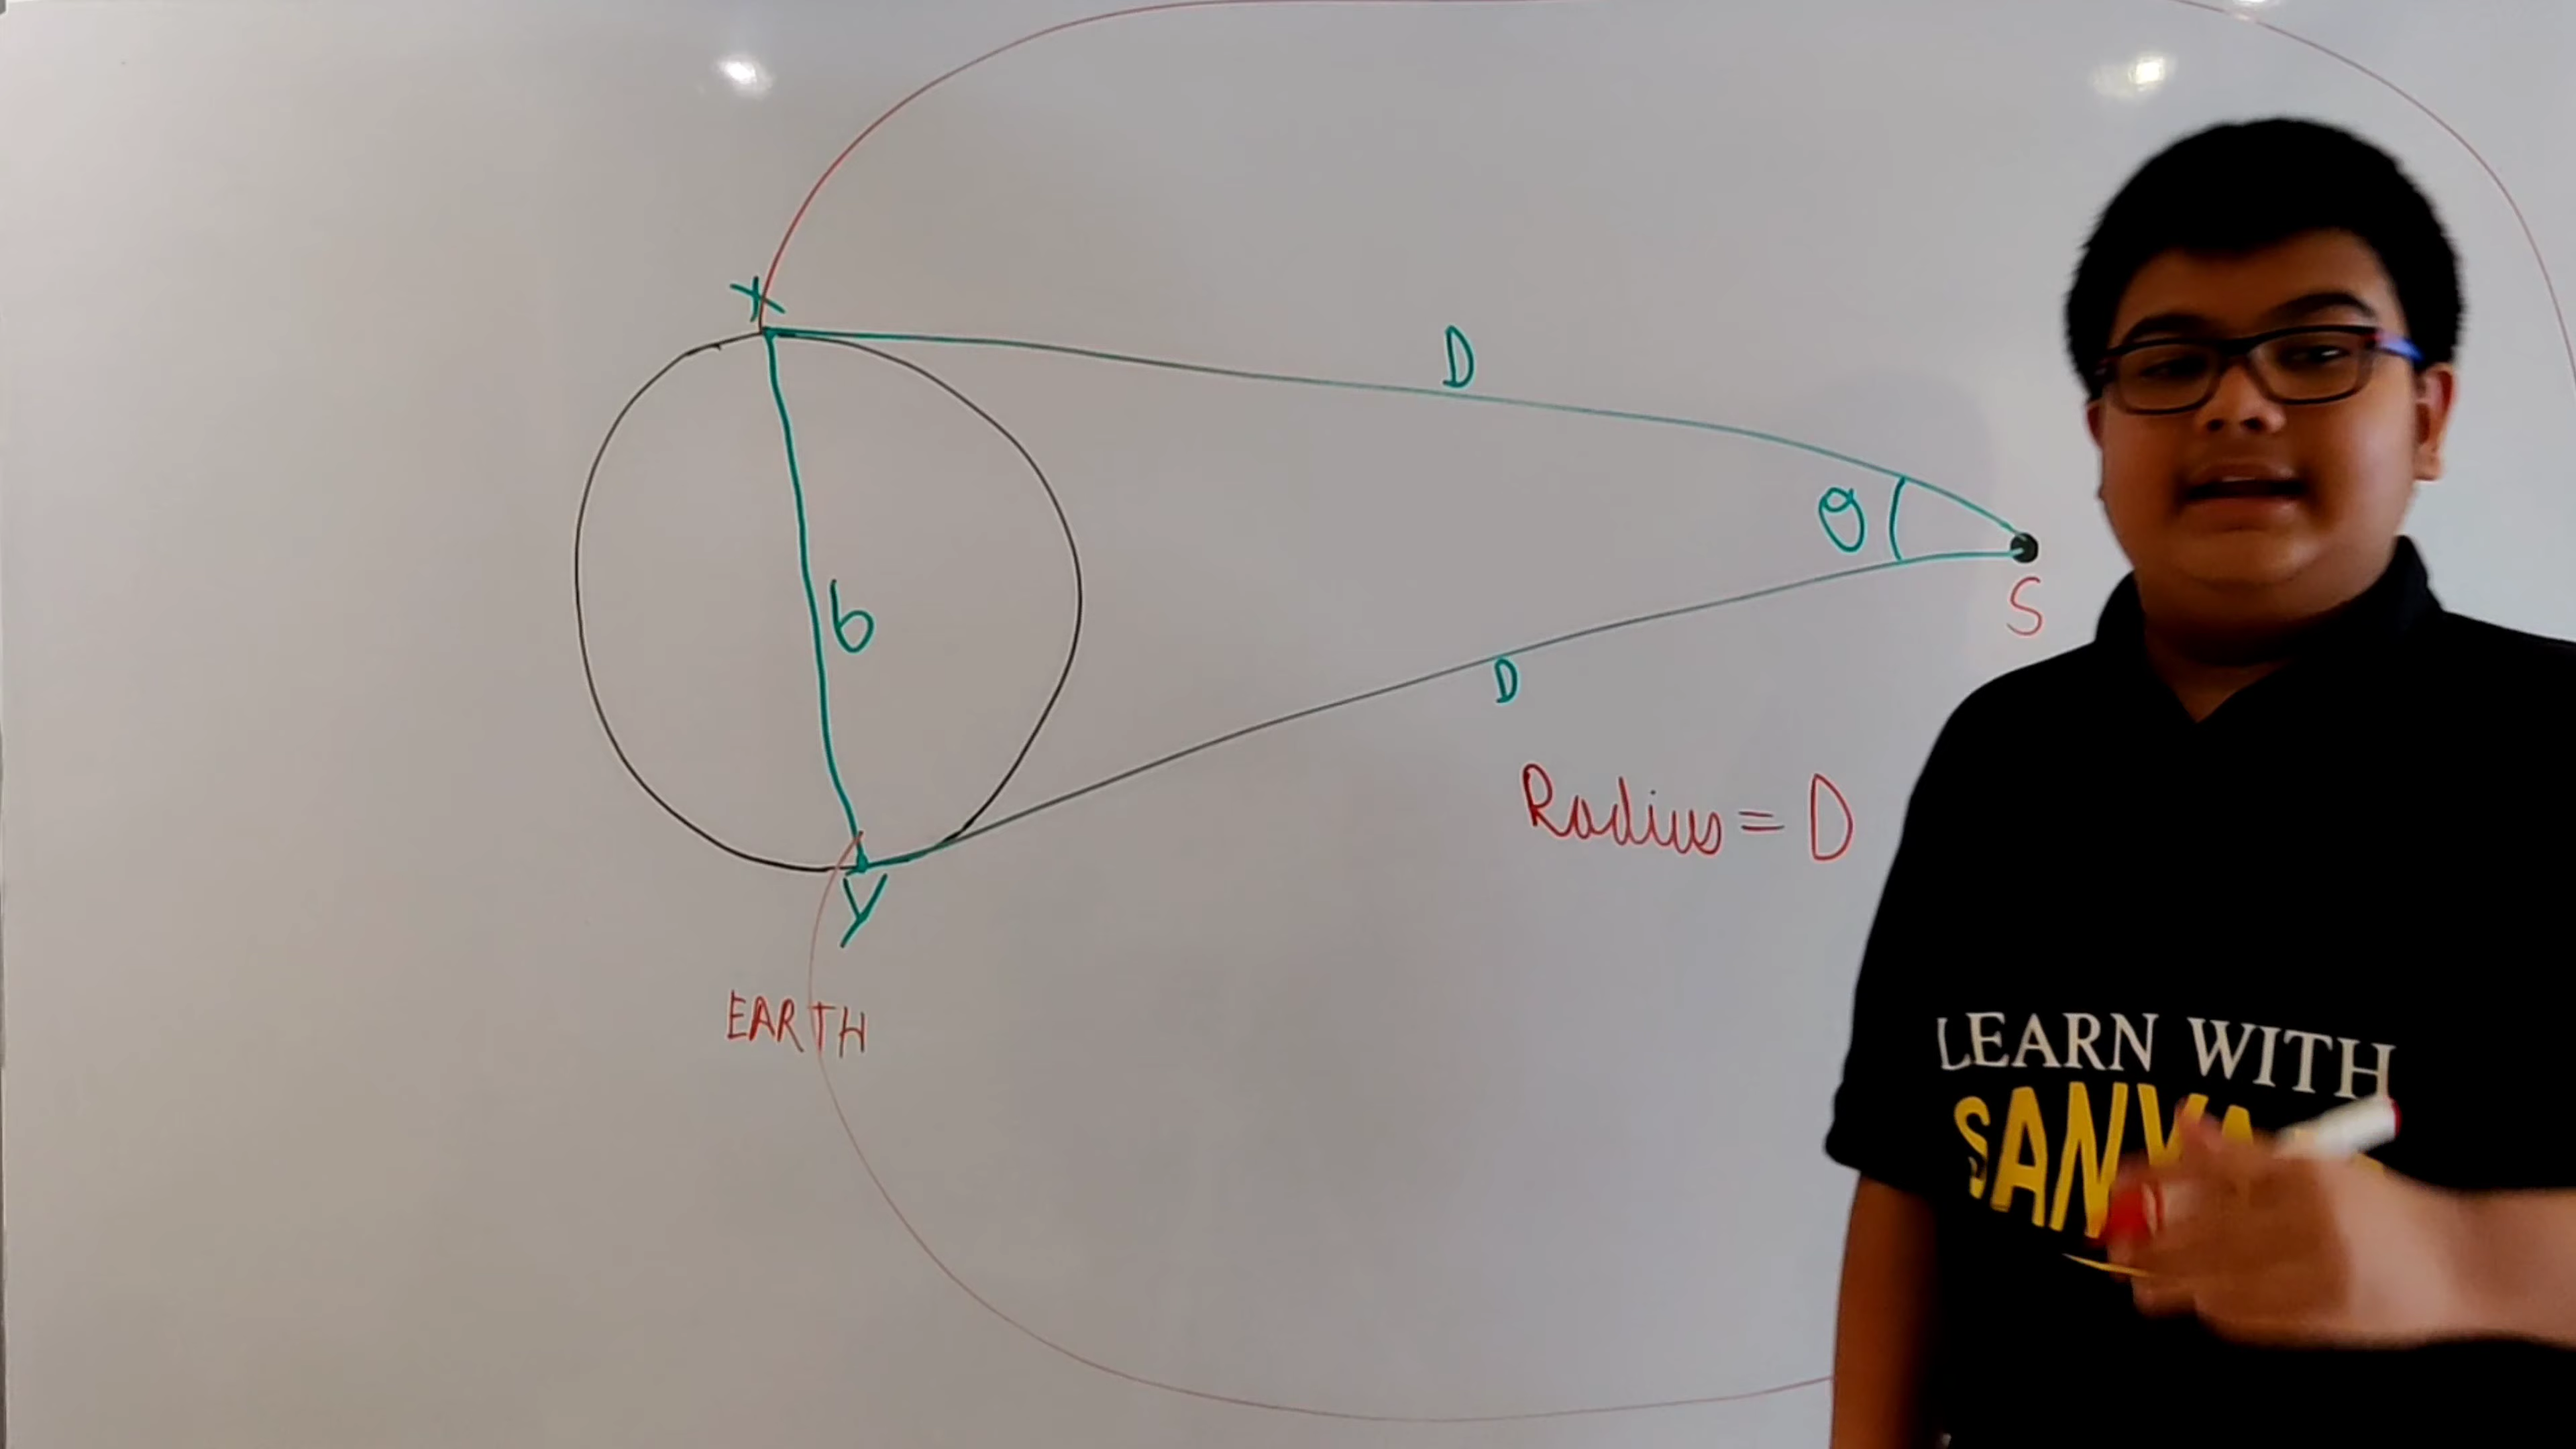 X
D
θ
b
S
D
Radius = D
Y
EARTH
LEARN WITH